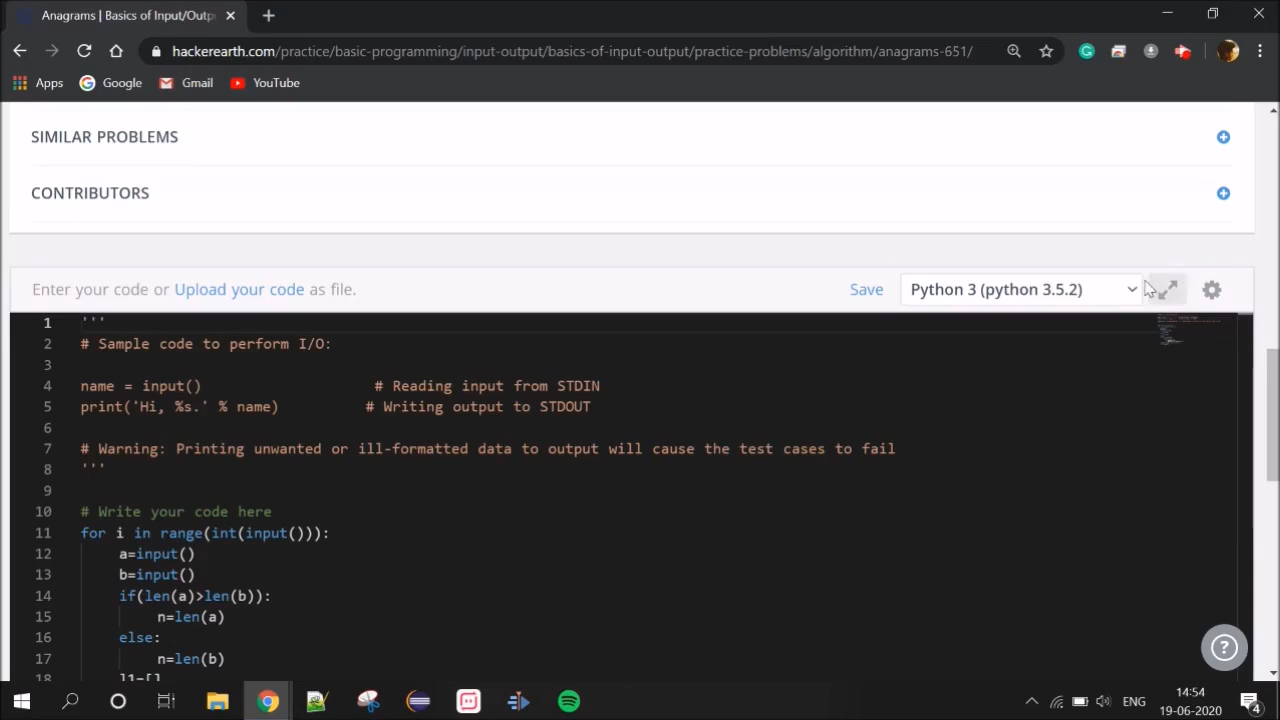 Anagrams | Basics of Input/Outp
hackerearth.com/practice/basic-programming/input-output/basics-of-input-output/practice-problems/algorithm/anagrams-651/
Apps Google Gmail YouTube
SIMILAR PROBLEMS
CONTRIBUTORS
Enter your code or Upload your code as file. Save Python 3 (python 3.5.2)
1 '''
2 # Sample code to perform I/O:
3
4 name = input() # Reading input from STDIN
5 print('Hi, %s.' % name) # Writing output to STDOUT
6
7 # Warning: Printing unwanted or ill-formatted data to output will cause the test cases to fail
8 '''
9
10 # Write your code here
11 for i in range(int(input())):
12 a=input()
13 b=input()
14 if(len(a)>len(b)):
15 n=len(a)
16 else:
17 n=len(b)
18 l1=[]
?
ENG
14:54
19-06-2020
4